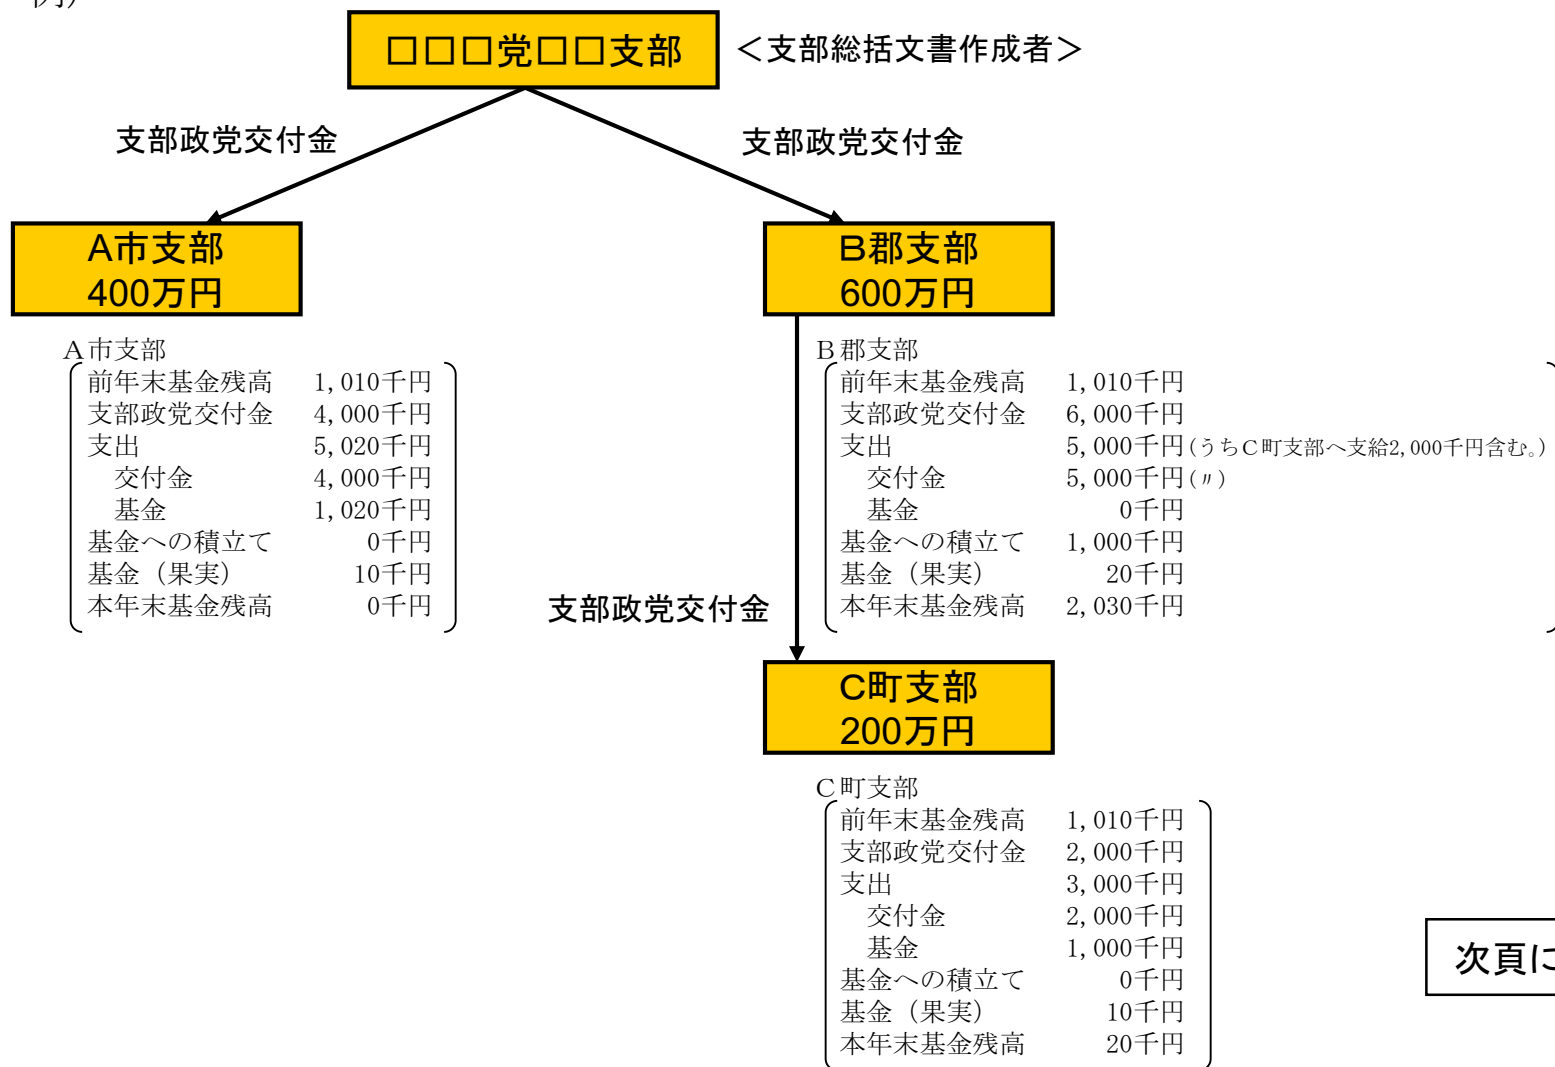 例）
□□□党□□支部
＜支部総括文書作成者＞
支部政党交付金
支部政党交付金
A市支部
400万円
B郡支部
600万円
Ａ市支部
前年末基金残高 1,010千円
支部政党交付金 4,000千円
支出 5,020千円
交付金 4,000千円
基金 1,020千円
基金への積立て 0千円
基金（果実） 10千円
本年末基金残高 0千円
Ｂ郡支部
前年末基金残高 1,010千円
支部政党交付金 6,000千円
支出 5,000千円(うちＣ町支部へ支給2,000千円含む。)
交付金 5,000千円(〃)
基金 0千円
基金への積立て 1,000千円
基金（果実） 20千円
本年末基金残高 2,030千円
支部政党交付金
C町支部
200万円
Ｃ町支部
前年末基金残高 1,010千円
支部政党交付金 2,000千円
支出 3,000千円
交付金 2,000千円
基金 1,000千円
基金への積立て 0千円
基金（果実） 10千円
本年末基金残高 20千円
次頁に